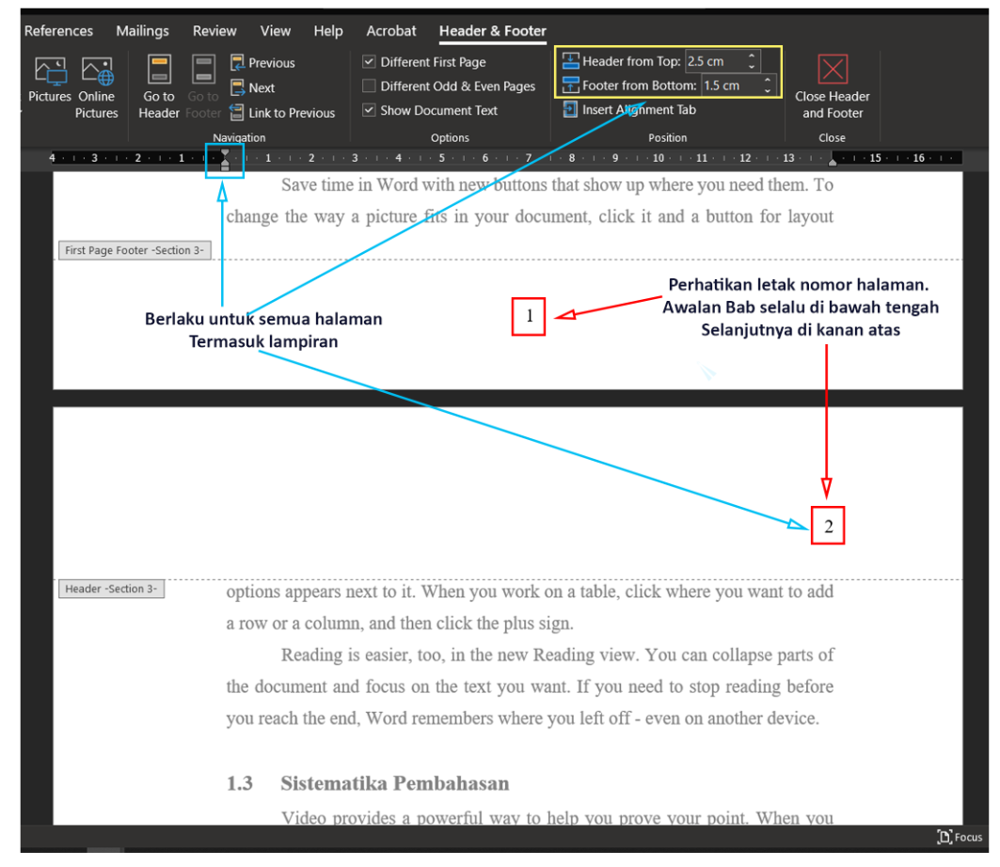 References Mailings Review View Help Acrobat Header & Footer
Pictures Online Pictures
Go to Header
Go to Footer
Previous
Next
Link to Previous
Navigation
Different First Page
Different Odd & Even Pages
Show Document Text
Options
Header from Top: 2.5 cm
Footer from Bottom: 1.5 cm
Insert Alignment Tab
Position
Close Header and Footer
Close
4 3 2 1 1 2 3 4 5 6 7 8 9 10 11 12 13 15 16
Save time in Word with new buttons that show up where you need them. To
change the way a picture fits in your document, click it and a button for layout
First Page Footer -Section 3-
Berlaku untuk semua halaman
Termasuk lampiran
1
Perhatikan letak nomor halaman.
Awalan Bab selalu di bawah tengah
Selanjutnya di kanan atas
2
Header -Section 3-
options appears next to it. When you work on a table, click where you want to add
a row or a column, and then click the plus sign.
Reading is easier, too, in the new Reading view. You can collapse parts of
the document and focus on the text you want. If you need to stop reading before
you reach the end, Word remembers where you left off - even on another device.
1.3 Sistematika Pembahasan
Video provides a powerful way to help you prove your point. When you
Focus